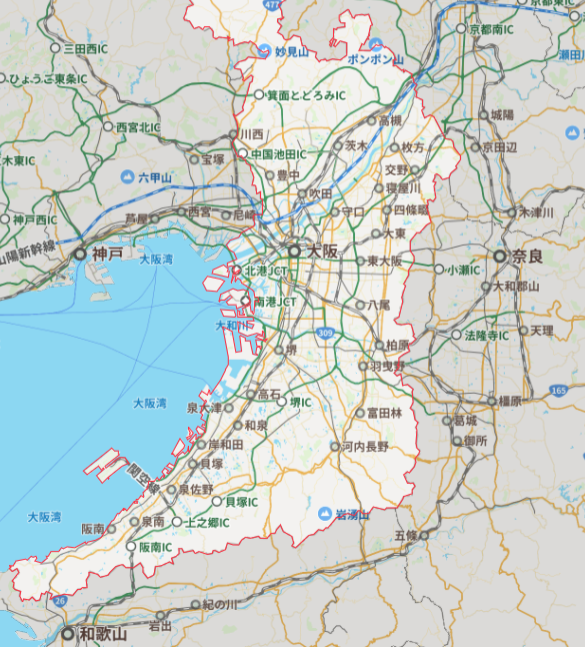 477
京都東IC
京都南IC
三田西IC
妙見山
ポンポン山
瀬田
ひょうご東条IC
箕面とどろみIC
西宮北IC
川西
高槻
城陽
茨木
枚方
京田辺
中国池田IC
木東IC
宝塚
豊中
交野
六甲山
寝屋川
吹田
芦屋
西宮
尼崎
守口
四條畷
木津川
神戸西IC
大東
山陽新幹線
神戸
大阪湾
大阪
東大阪
奈良
北港JCT
小瀬IC
大和郡山
南港JCT
八尾
大和川
309
天理
法隆寺IC
堺
柏原
羽曳野
165
高石
堺IC
橿原
大阪湾
泉大津
富田林
葛城
和泉
岸和田
河内長野
御所
貝塚
関空線
泉佐野
貝塚IC
大阪湾
岩湧山
阪南
泉南
上之郷IC
五條
阪南IC
26
紀の川
岩出
和歌山